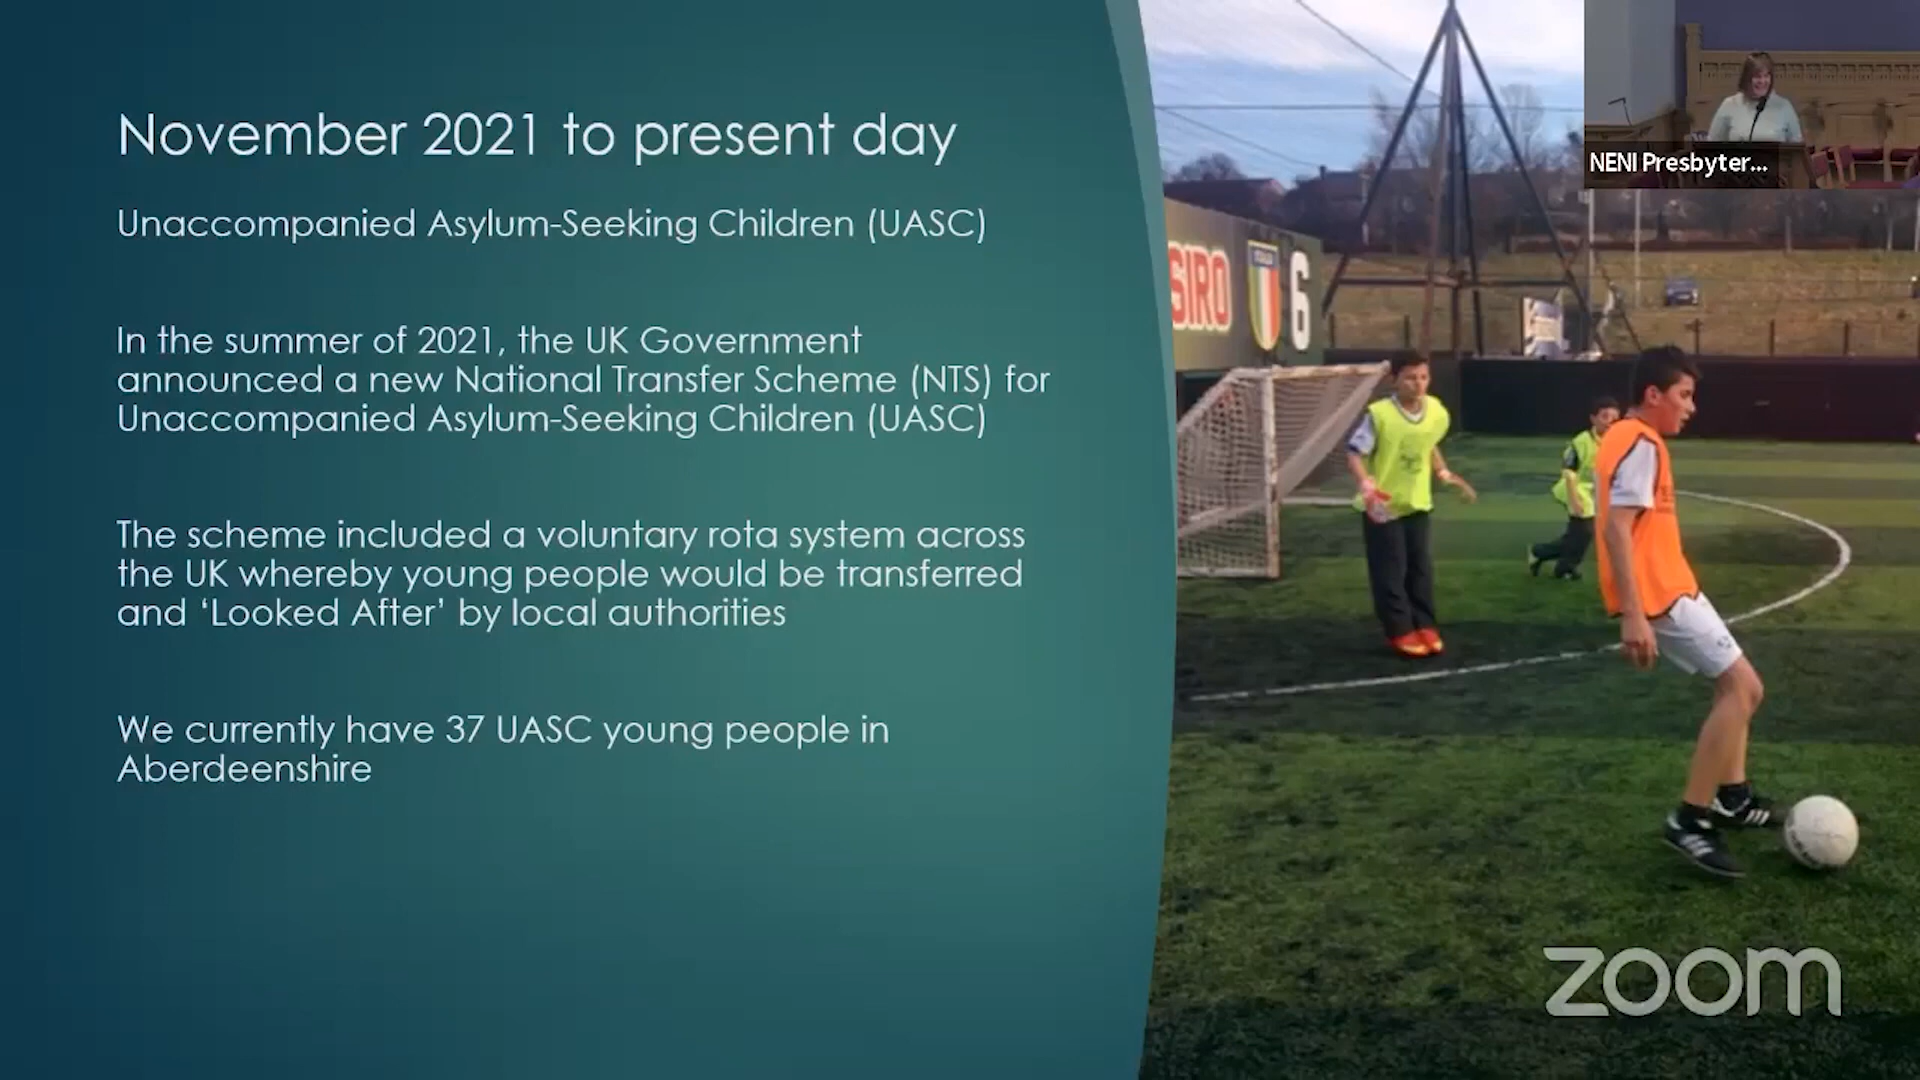 November 2021 to present day
Unaccompanied Asylum-Seeking Children (UASC)
In the summer of 2021, the UK Government
announced a new National Transfer Scheme (NTS) for
Unaccompanied Asylum-Seeking Children (UASC)
The scheme included a voluntary rota system across
the UK whereby young people would be transferred
and ‘Looked After’ by local authorities
We currently have 37 UASC young people in
Aberdeenshire
NENI Presbyter...
SIRO
6
zoom